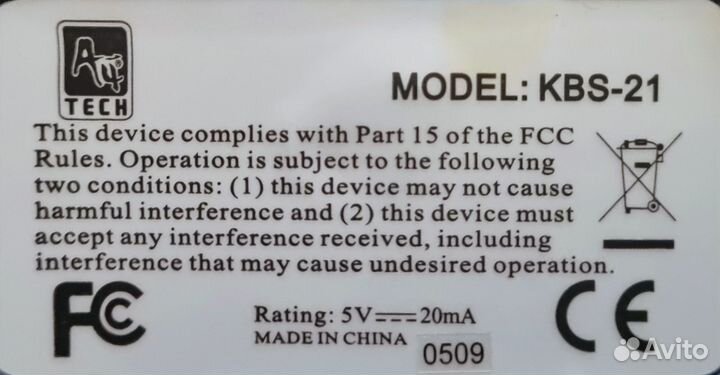 A4
TECH
MODEL: KBS-21
This device complies with Part 15 of the FCC
Rules. Operation is subject to the following
two conditions: (1) this device may not cause
harmful interference and (2) this device must
accept any interference received, including
interference that may cause undesired operation.
FC
Rating: 5V⎓20mA
MADE IN CHINA
0509
CE
Avito